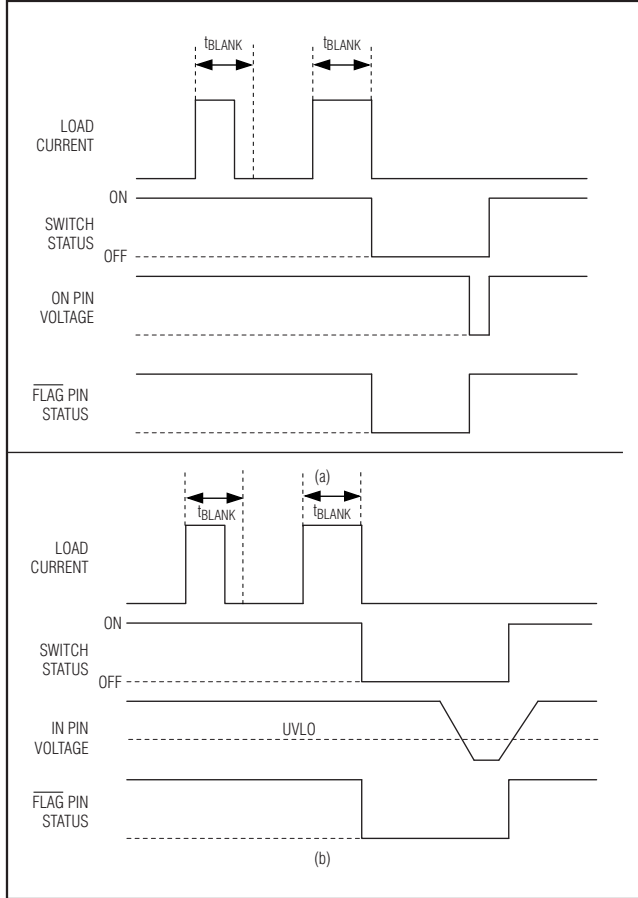 tBLANK tBLANK
LOAD
CURRENT
ON
SWITCH
STATUS
OFF
ON PIN
VOLTAGE
FLAG PIN
STATUS
(a)
tBLANK tBLANK
LOAD
CURRENT
ON
SWITCH
STATUS
OFF
IN PIN
VOLTAGE
UVLO
FLAG PIN
STATUS
(b)